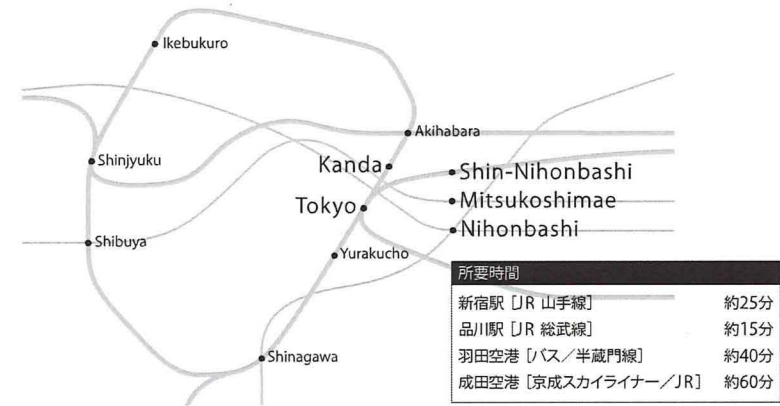 Ikebukuro
Akihabara
Shinjyuku
Kanda
Shin-Nihonbashi
Tokyo
Mitsukoshimae
Nihonbashi
Shibuya
Yurakucho
Shinagawa
所要時間
新宿駅［JR 山手線］ 約25分
品川駅［JR 総武線］ 約15分
羽田空港［バス／半蔵門線］ 約40分
成田空港［京成スカイライナー／JR］ 約60分